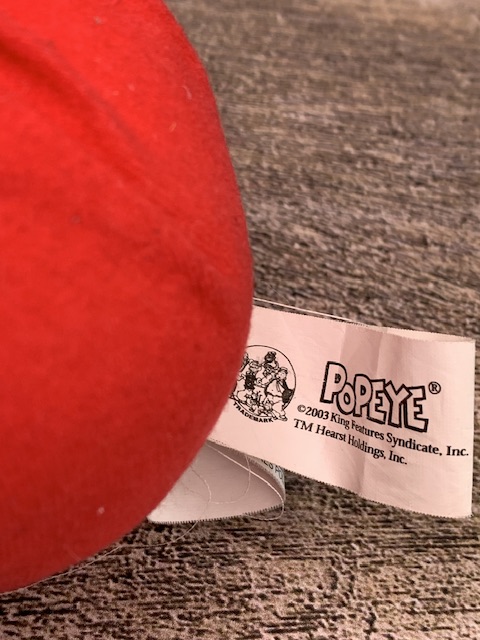 POPEYE®
©2003 King Features Syndicate, Inc.
TM Hearst Holdings, Inc.
TRADEMARK